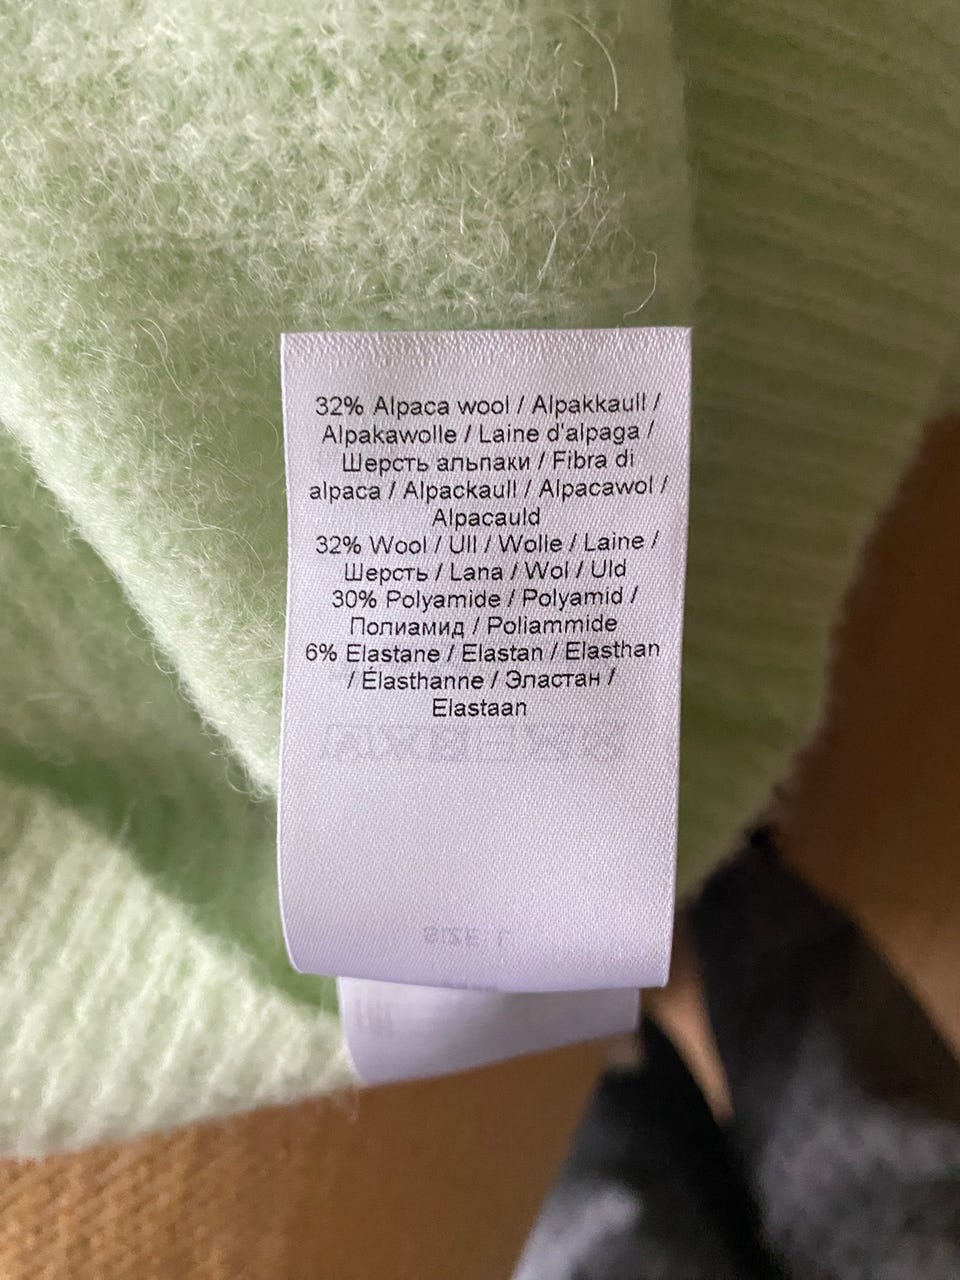 32% Alpaca wool / Alpakkaull /
Alpakawolle / Laine d'alpaga /
Шерсть альпаки / Fibra di
alpaca / Alpackaull / Alpacawol /
Alpacauld
32% Wool / Ull / Wolle / Laine /
Шерсть / Lana / Wol / Uld
30% Polyamide / Polyamid /
Полиамид / Poliammide
6% Elastane / Elastan / Elasthan
/ Élasthanne / Эластан /
Elastaan
SIZE: